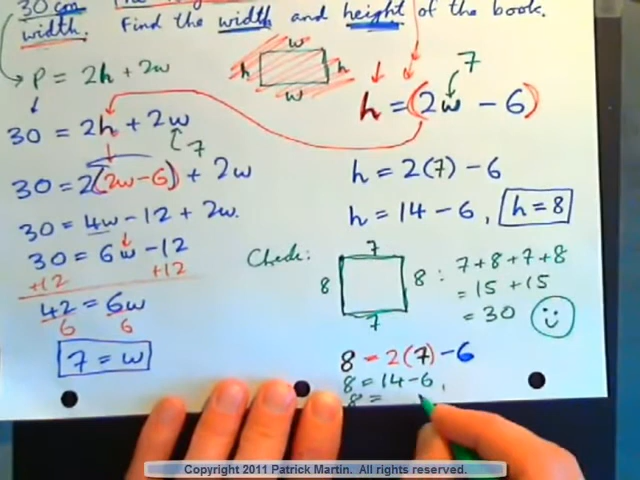 30 cm
width. Find the width and height of the book.
P = 2h + 2w
w
h h
w
7
h = (2w - 6)
30 = 2h + 2w
7
30 = 2(2w-6) + 2w
h = 2(7) - 6
30 = 4w - 12 + 2w.
h = 14 - 6, h = 8
30 = 6w - 12
+12 +12
Check:
7
8 8 : 7+8+7+8
= 15 + 15
= 30
7
42 = 6w
6 6
7 = w
8 = 2(7) - 6
8 = 14 - 6,
8 =
Copyright 2011 Patrick Martin. All rights reserved.